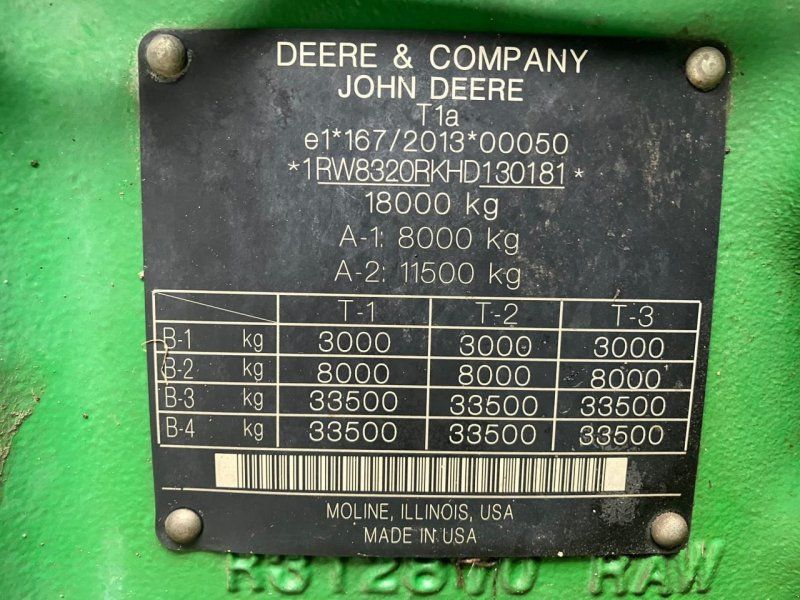 DEERE & COMPANY
JOHN DEERE
T1a
e1*167/2013*00050
*1RW8320RKHD130181*
18000 kg
A-1: 8000 kg
A-2: 11500 kg
T-1 T-2 T-3
B-1 kg 3000 3000 3000
B-2 kg 8000 8000 8000
B-3 kg 33500 33500 33500
B-4 kg 33500 33500 33500
MOLINE, ILLINOIS, USA
MADE IN USA
RAW